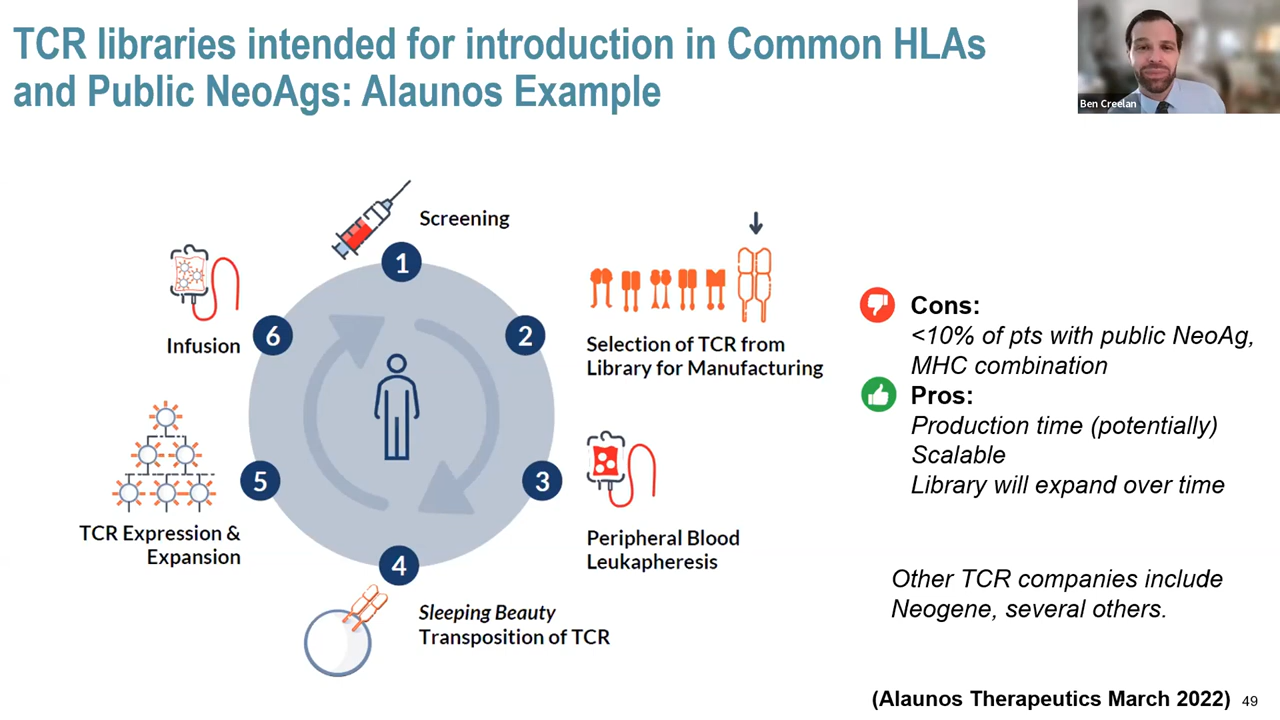 TCR libraries intended for introduction in Common HLAs
and Public NeoAgs: Alaunos Example
Ben Creelan
1
Screening
2
Selection of TCR from
Library for Manufacturing
3
Peripheral Blood
Leukapheresis
4
Sleeping Beauty
Transposition of TCR
5
TCR Expression &
Expansion
6
Infusion
Cons:
<10% of pts with public NeoAg,
MHC combination
Pros:
Production time (potentially)
Scalable
Library will expand over time
Other TCR companies include
Neogene, several others.
(Alaunos Therapeutics March 2022) 49